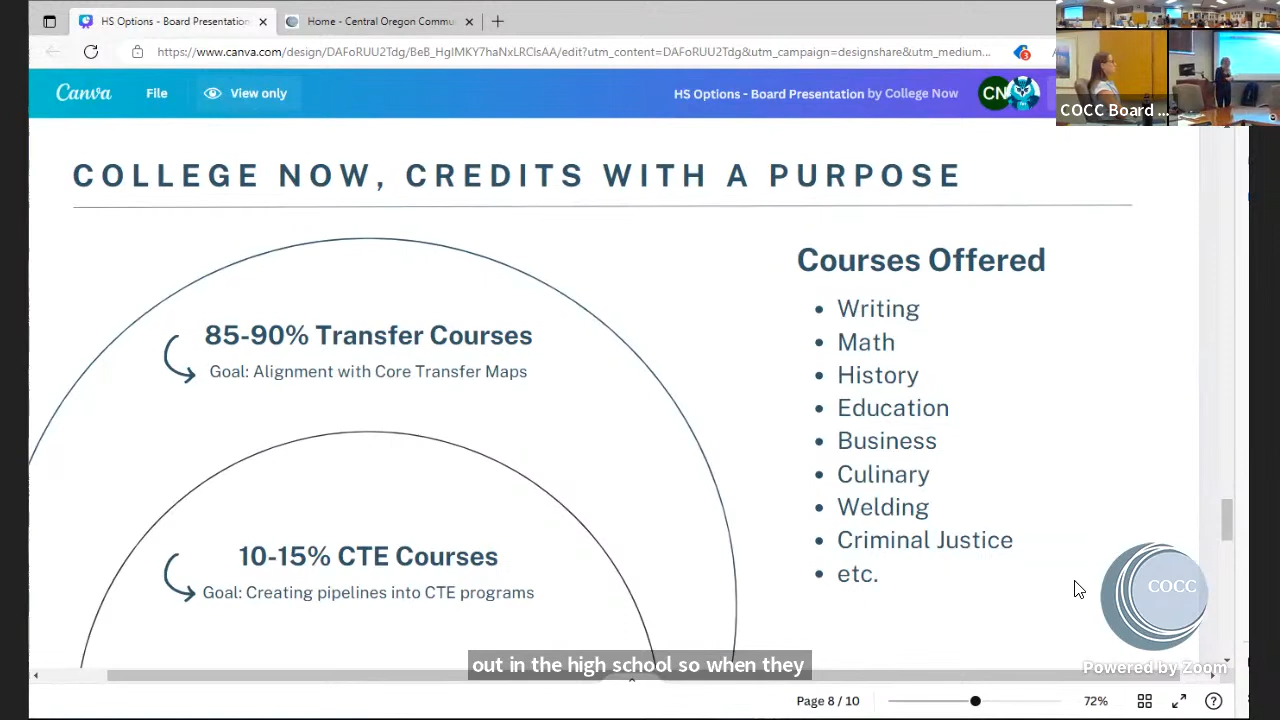 HS Options - Board Presentation
Home - Central Oregon Commu
https://www.canva.com/design/DAFoRUU2Tdg/BeB_HgIMKY7haNxLRCtsAw/edit?utm_content=DAFoRUU2Tdg&utm_campaign=designshare&utm_medium...
3
Canva
File
View only
HS Options - Board Presentation by College Now
CN
COCC Board ...
COLLEGE NOW, CREDITS WITH A PURPOSE
85-90% Transfer Courses
Goal: Alignment with Core Transfer Maps
10-15% CTE Courses
Goal: Creating pipelines into CTE programs
Courses Offered
• Writing
• Math
• History
• Education
• Business
• Culinary
• Welding
• Criminal Justice
• etc.
COCC
out in the high school so when they
Powered by Zoom
Page 8 / 10
72%